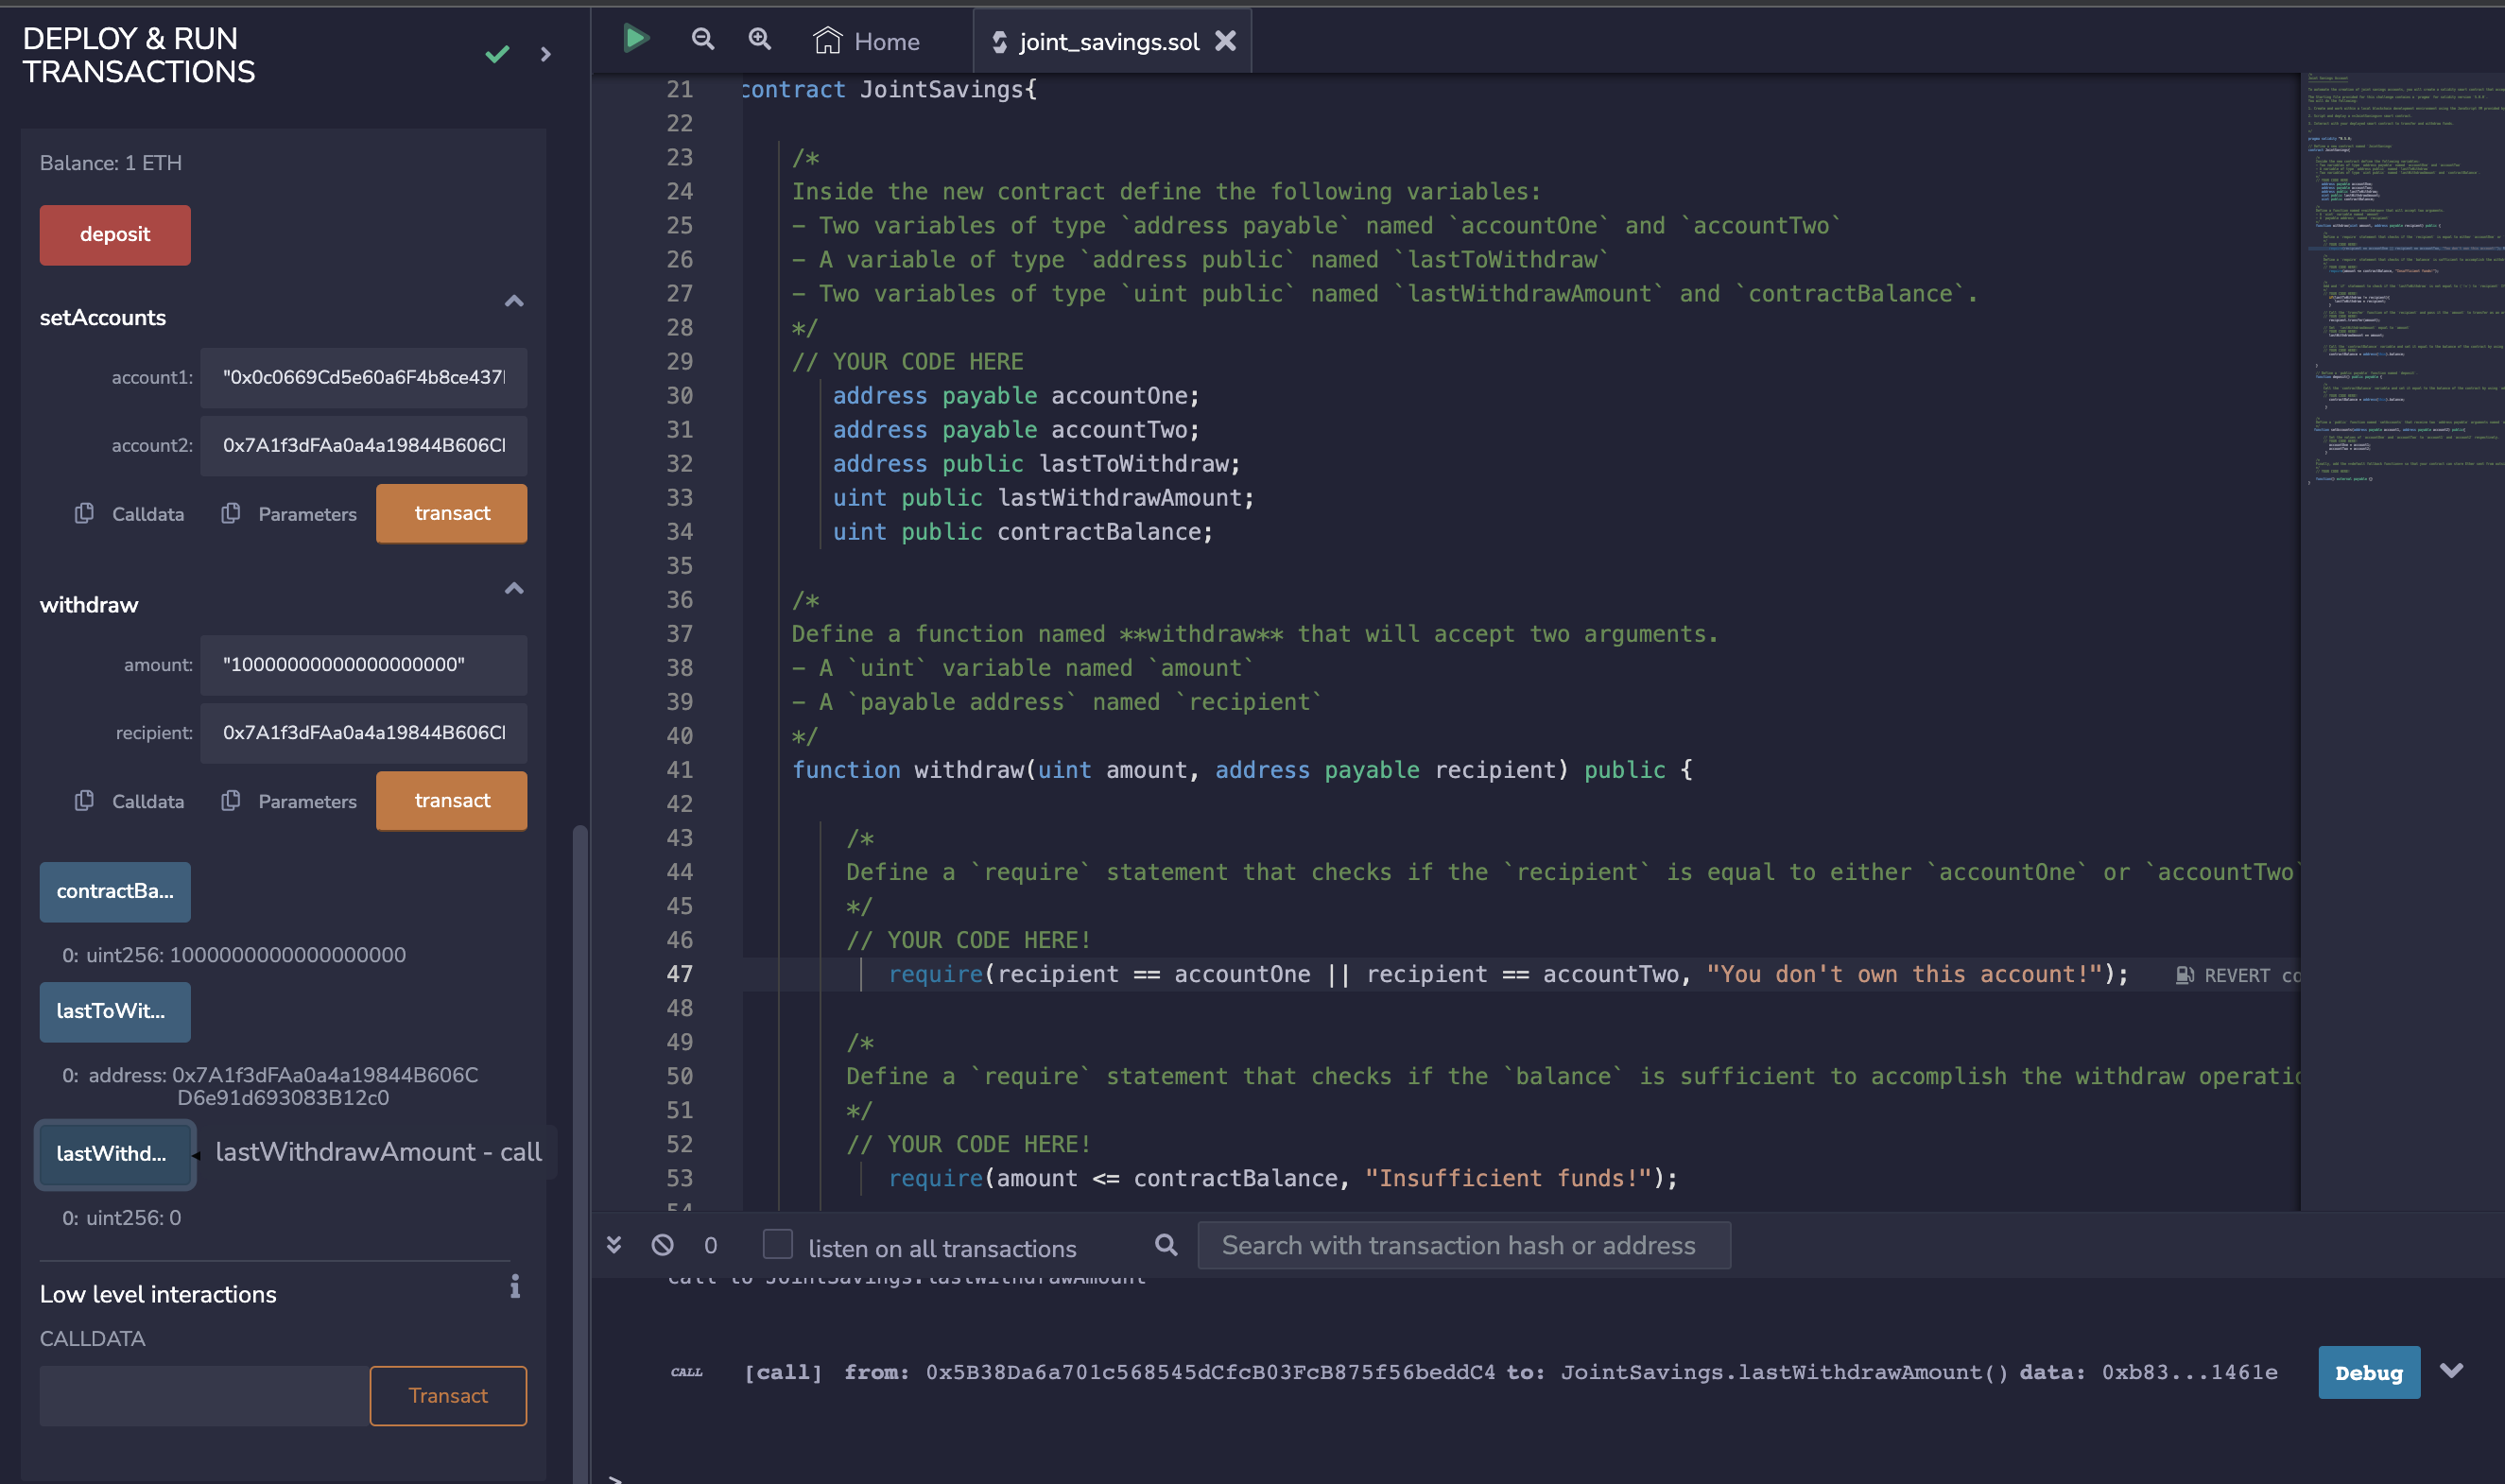 DEPLOY & RUN
TRANSACTIONS
Balance: 1 ETH
deposit
setAccounts
account1: "0x0c0669Cd5e60a6F4b8ce437
account2: 0x7A1f3dFAa0a4a19844B606C
Calldata Parameters transact
withdraw
amount: "10000000000000000000"
recipient: 0x7A1f3dFAa0a4a19844B606C
Calldata Parameters transact
contractBa...
0: uint256: 1000000000000000000
lastToWit...
0: address: 0x7A1f3dFAa0a4a19844B606C
D6e91d693083B12c0
lastWithd... lastWithdrawAmount - call
0: uint256: 0
Low level interactions
CALLDATA
Transact
Home joint_savings.sol
21 contract JointSavings{
22
23 /*
24 Inside the new contract define the following variables:
25 - Two variables of type `address payable` named `accountOne` and `accountTwo`
26 - A variable of type `address public` named `lastToWithdraw`
27 - Two variables of type `uint public` named `lastWithdrawAmount` and `contractBalance`.
28 */
29 // YOUR CODE HERE
30 address payable accountOne;
31 address payable accountTwo;
32 address public lastToWithdraw;
33 uint public lastWithdrawAmount;
34 uint public contractBalance;
35
36 /*
37 Define a function named **withdraw** that will accept two arguments.
38 - A `uint` variable named `amount`
39 - A `payable address` named `recipient`
40 */
41 function withdraw(uint amount, address payable recipient) public {
42
43 /*
44 Define a `require` statement that checks if the `recipient` is equal to either `accountOne` or `accountTwo`
45 */
46 // YOUR CODE HERE!
47 require(recipient == accountOne || recipient == accountTwo, "You don't own this account!"); REVERT co
48
49 /*
50 Define a `require` statement that checks if the `balance` is sufficient to accomplish the withdraw operatio
51 */
52 // YOUR CODE HERE!
53 require(amount <= contractBalance, "Insufficient funds!");
54
0 listen on all transactions Search with transaction hash or address
call to JointSavings.lastWithdrawAmount
CALL [call] from: 0x5B38Da6a701c568545dCfcB03FcB875f56beddC4 to: JointSavings.lastWithdrawAmount() data: 0xb83...1461e Debug
>